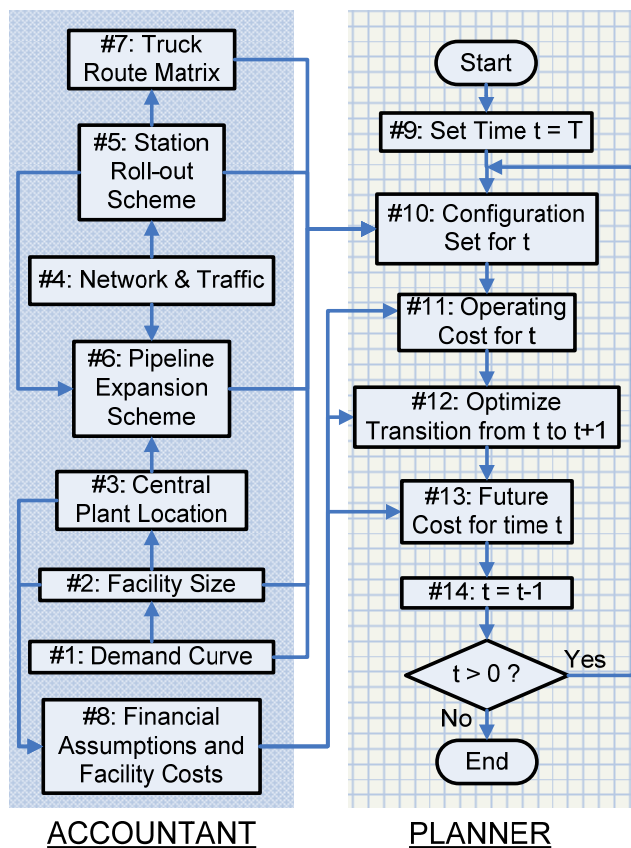 #7: Truck
Route Matrix
#5: Station
Roll-out
Scheme
#4: Network & Traffic
#6: Pipeline
Expansion
Scheme
#3: Central
Plant Location
#2: Facility Size
#1: Demand Curve
#8: Financial
Assumptions and
Facility Costs
ACCOUNTANT
Start
#9: Set Time t = T
#10: Configuration
Set for t
#11: Operating
Cost for t
#12: Optimize
Transition from t to t+1
#13: Future
Cost for time t
#14: t = t-1
t > 0 ?
Yes
No
End
PLANNER